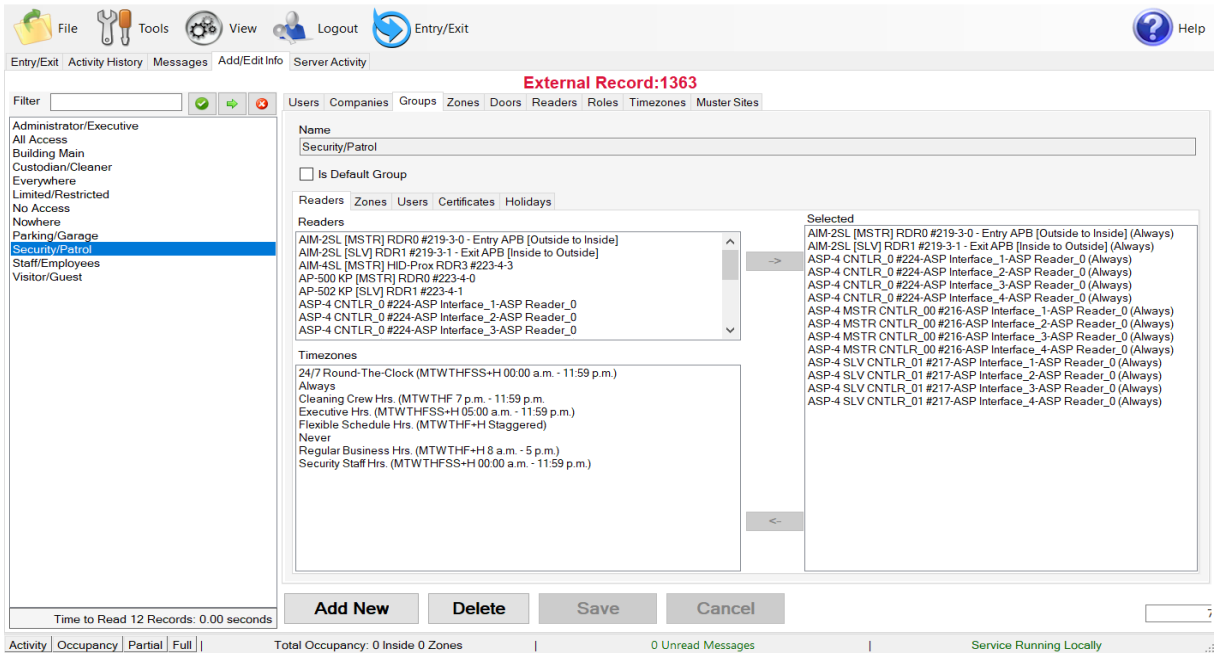 File Tools View Logout Entry/Exit Help
Entry/Exit Activity History Messages Add/Edit Info Server Activity
External Record:1363
Filter
Users Companies Groups Zones Doors Readers Roles Timezones Muster Sites
Administrator/Executive
All Access
Building Main
Custodian/Cleaner
Everywhere
Limited/Restricted
No Access
Nowhere
Parking/Garage
Security/Patrol
Staff/Employees
Visitor/Guest
Time to Read 12 Records: 0.00 seconds
Name
Security/Patrol
Is Default Group
Readers Zones Users Certificates Holidays
Readers
AIM-2SL [MSTR] RDR0 #219-3-0 - Entry APB [Outside to Inside]
AIM-2SL [SLV] RDR1 #219-3-1 - Exit APB [Inside to Outside]
AIM-4SL [MSTR] HID-Prox RDR3 #223-4-3
AP-500 KP [MSTR] RDR0 #223-4-0
AP-502 KP [SLV] RDR1 #223-4-1
ASP-4 CNTLR_0 #224-ASP Interface_1-ASP Reader_0
ASP-4 CNTLR_0 #224-ASP Interface_2-ASP Reader_0
ASP-4 CNTLR_0 #224-ASP Interface_3-ASP Reader_0
Timezones
24/7 Round-The-Clock (MTWTHFSS+H 00:00 a.m. - 11:59 p.m.)
Always
Cleaning Crew Hrs. (MTWTHF 7 p.m. - 11:59 p.m.
Executive Hrs. (MTWTHFSS+H 05:00 a.m. - 11:59 p.m.)
Flexible Schedule Hrs. (MTWTHF+H Staggered)
Never
Regular Business Hrs. (MTWTHF+H 8 a.m. - 5 p.m.)
Security Staff Hrs. (MTWTHFSS+H 00:00 a.m. - 11:59 p.m.)
->
<-
Selected
AIM-2SL [MSTR] RDR0 #219-3-0 - Entry APB [Outside to Inside] (Always)
AIM-2SL [SLV] RDR1 #219-3-1 - Exit APB [Inside to Outside] (Always)
ASP-4 CNTLR_0 #224-ASP Interface_1-ASP Reader_0 (Always)
ASP-4 CNTLR_0 #224-ASP Interface_2-ASP Reader_0 (Always)
ASP-4 CNTLR_0 #224-ASP Interface_3-ASP Reader_0 (Always)
ASP-4 CNTLR_0 #224-ASP Interface_4-ASP Reader_0 (Always)
ASP-4 MSTR CNTLR_00 #216-ASP Interface_1-ASP Reader_0 (Always)
ASP-4 MSTR CNTLR_00 #216-ASP Interface_2-ASP Reader_0 (Always)
ASP-4 MSTR CNTLR_00 #216-ASP Interface_3-ASP Reader_0 (Always)
ASP-4 MSTR CNTLR_00 #216-ASP Interface_4-ASP Reader_0 (Always)
ASP-4 SLV CNTLR_01 #217-ASP Interface_1-ASP Reader_0 (Always)
ASP-4 SLV CNTLR_01 #217-ASP Interface_2-ASP Reader_0 (Always)
ASP-4 SLV CNTLR_01 #217-ASP Interface_3-ASP Reader_0 (Always)
ASP-4 SLV CNTLR_01 #217-ASP Interface_4-ASP Reader_0 (Always)
Add New Delete Save Cancel
7
Activity Occupancy Partial Full | Total Occupancy: 0 Inside 0 Zones | 0 Unread Messages | Service Running Locally